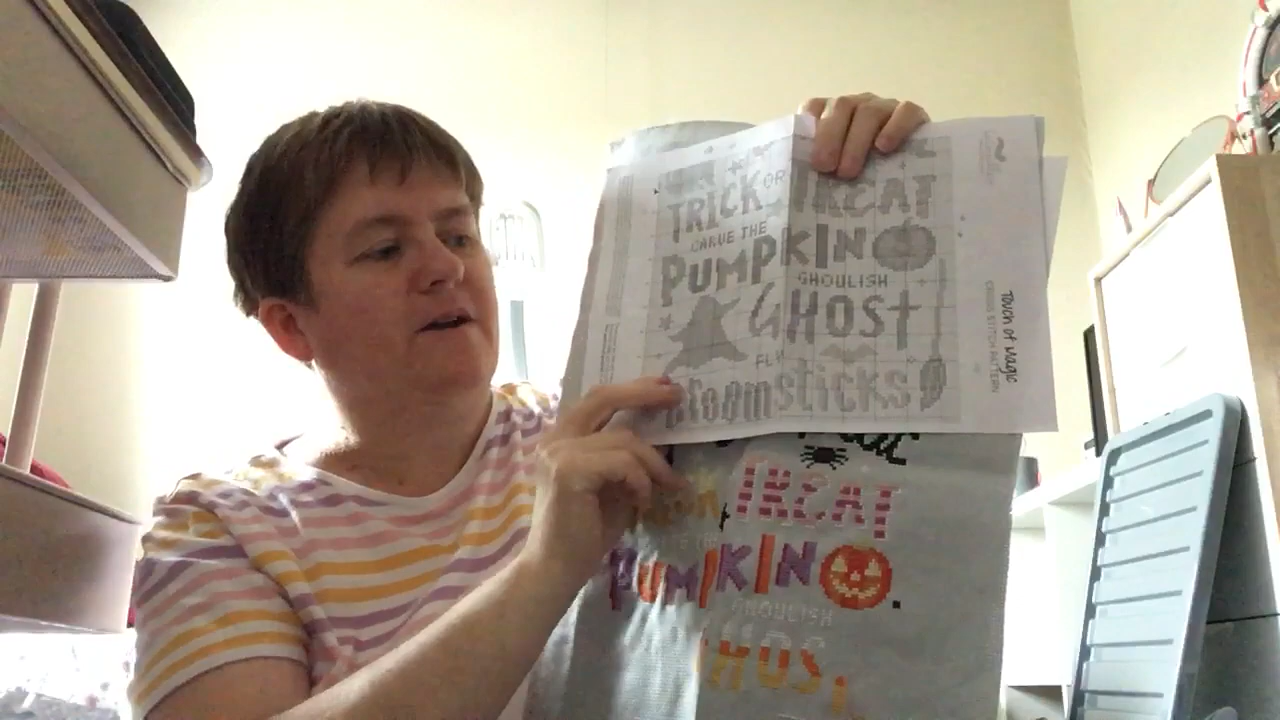 TRICK OR TREAT
CARVE THE
PUMPKIN
GHOULISH
GHOST
FLY
BROOMSTICKS
Touch of Magic
CROSS STITCH PATTERN
TREAT
PUMPKIN
GHOULISH
GHOST